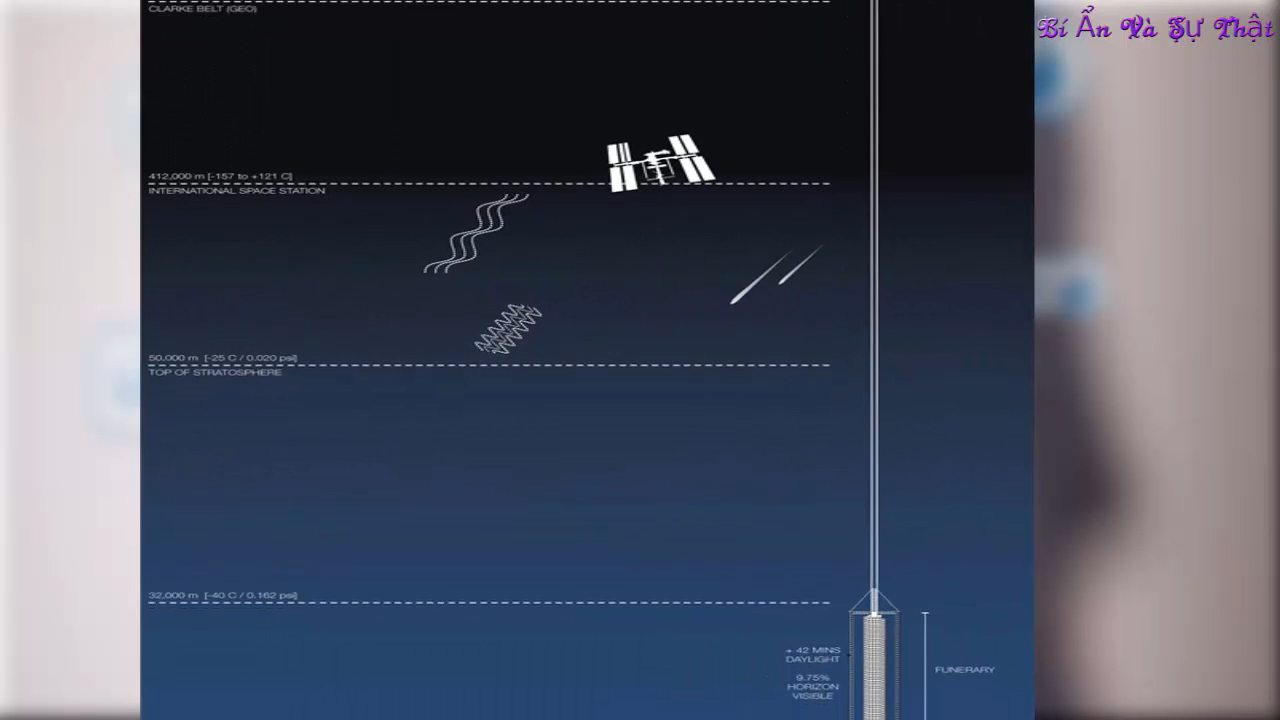 CLARKE BELT (GEO)
Bí Ẩn Và Sự Thật
412,000 m [-157 to +121 C]
INTERNATIONAL SPACE STATION
50,000 m [-25 C / 0.020 psi]
TOP OF STRATOSPHERE
32,000 m [-40 C / 0.162 psi]
+ 42 MINS
DAYLIGHT
9.75%
HORIZON
VISIBLE
FUNERARY